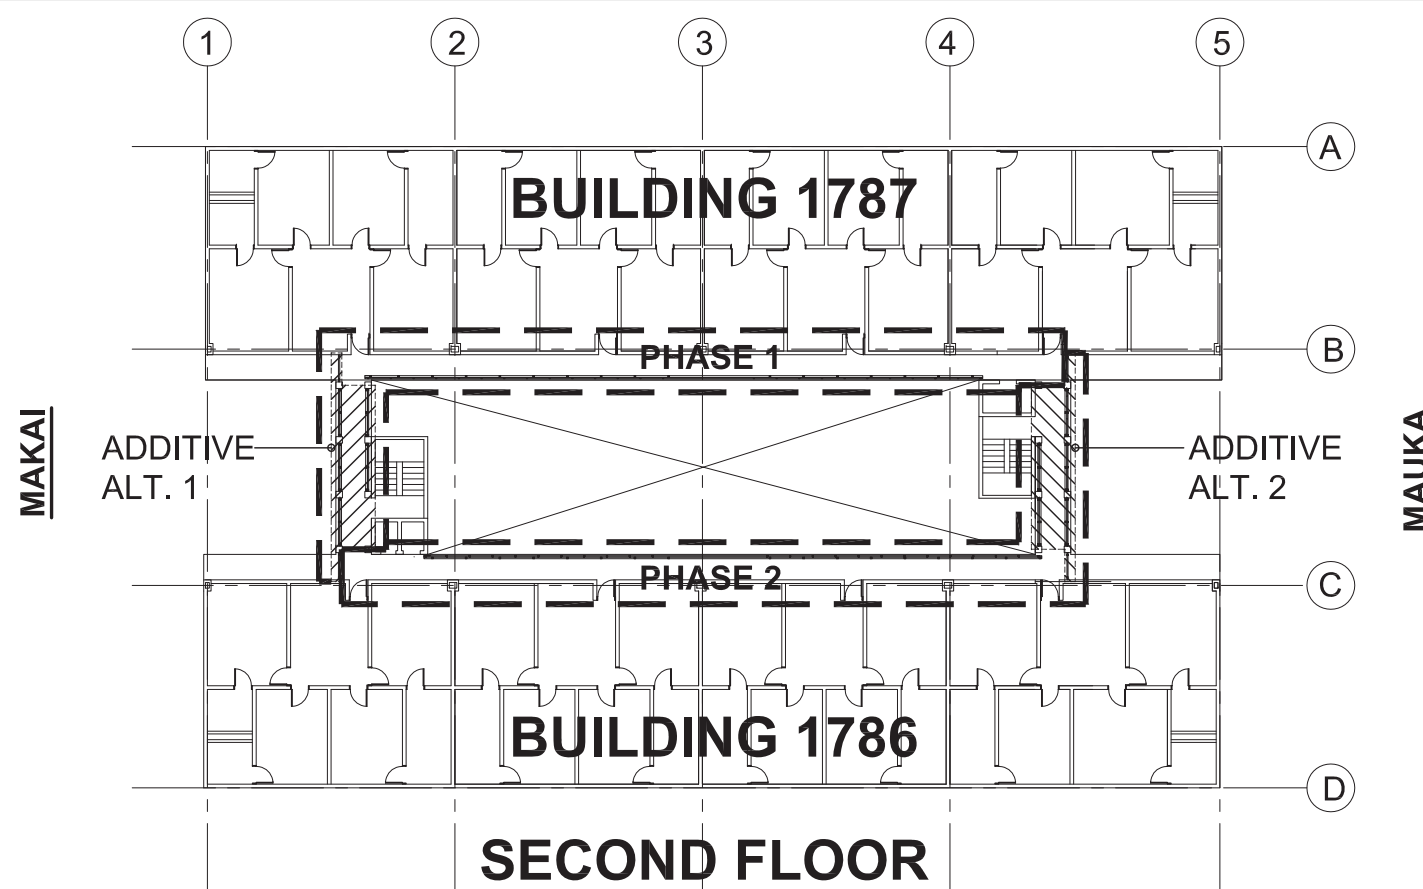 1 2 3 4 5
A
BUILDING 1787
PHASE 1
B
MAKAI
ADDITIVE
ALT. 1
ADDITIVE
ALT. 2
MAUKA
PHASE 2
C
BUILDING 1786
D
SECOND FLOOR